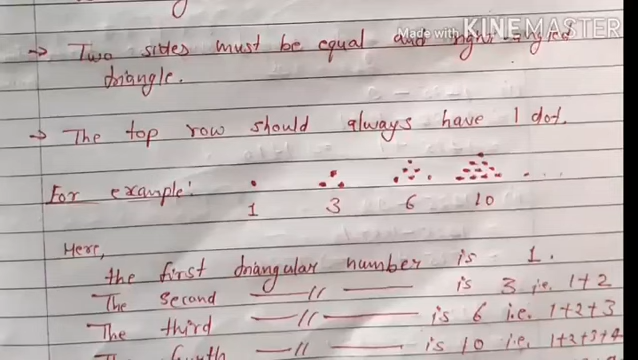 Made with KINEMASTER
→ Two sides must be equal and right-angled
triangle.
→ The top row should always have 1 dot.
For example: . . .
1 3 6 10
Here,
the first triangular number is 1.
The second —//— is 3 i.e. 1+2
The third —//— is 6 i.e. 1+2+3
The fourth —//— is 10 i.e. 1+2+3+4